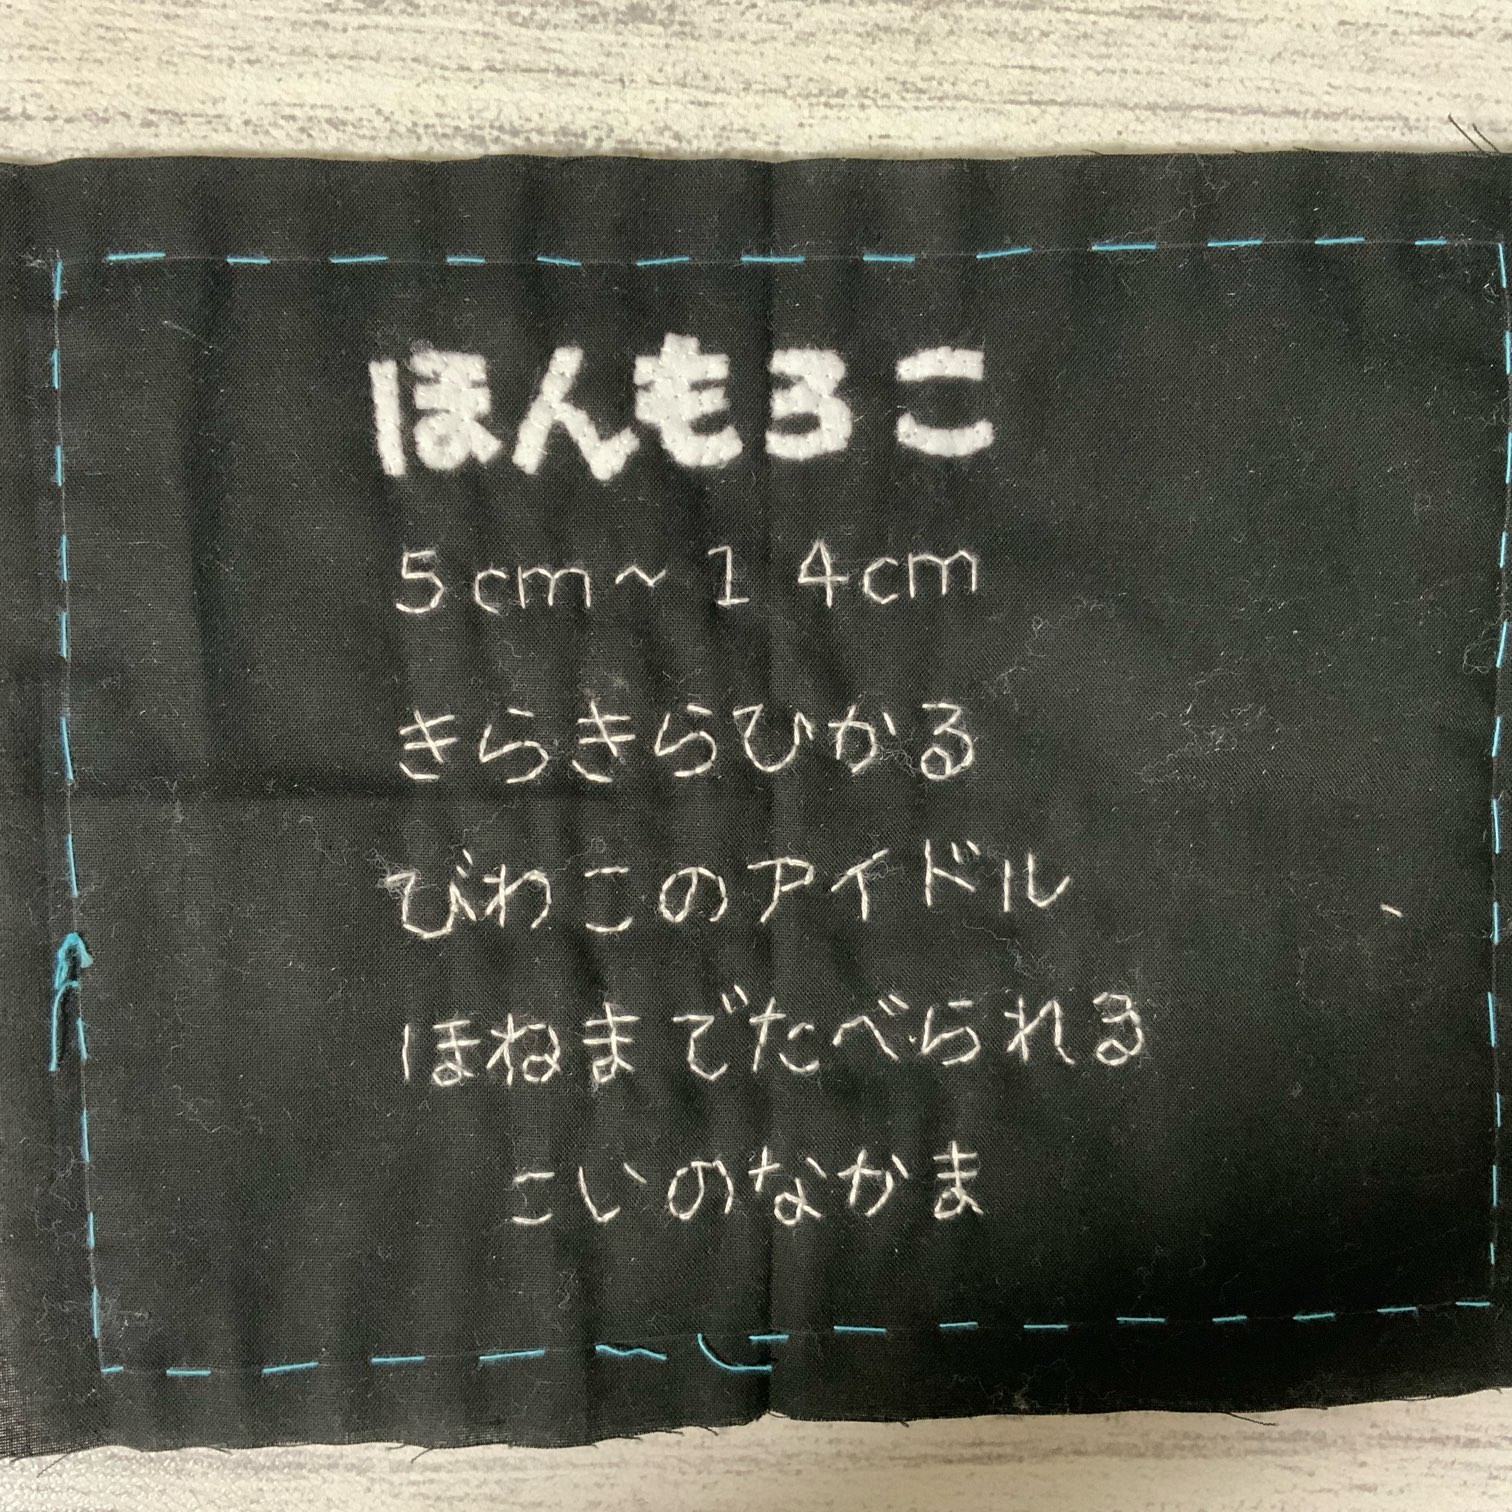 ほんもろこ
5cm~14cm
きらきらひかる
びわこのアイドル
ほねまでたべられる
こいのなかま